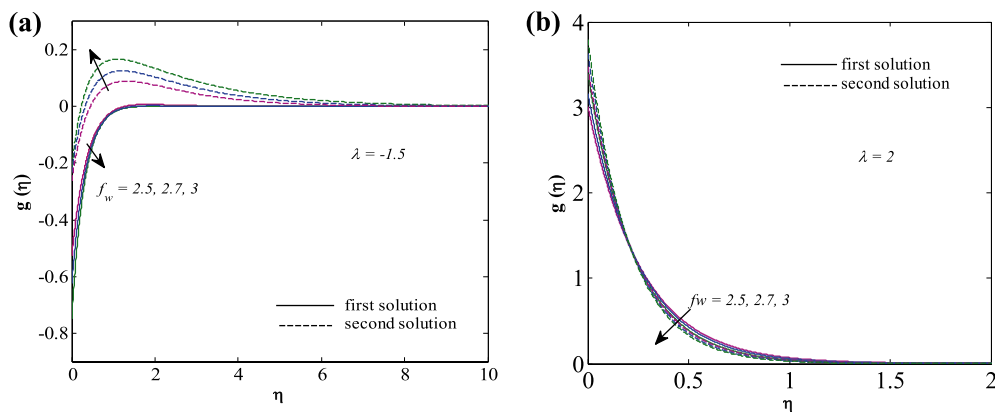 (a)
0.2
0
-0.2
-0.4
-0.6
-0.8
g (η)
λ = -1.5
f_w = 2.5, 2.7, 3
first solution
second solution
0 2 4 6 8 10
η
(b)
4
3
2
1
0
g (η)
first solution
second solution
λ = 2
fw = 2.5, 2.7, 3
0 0.5 1 1.5 2
η